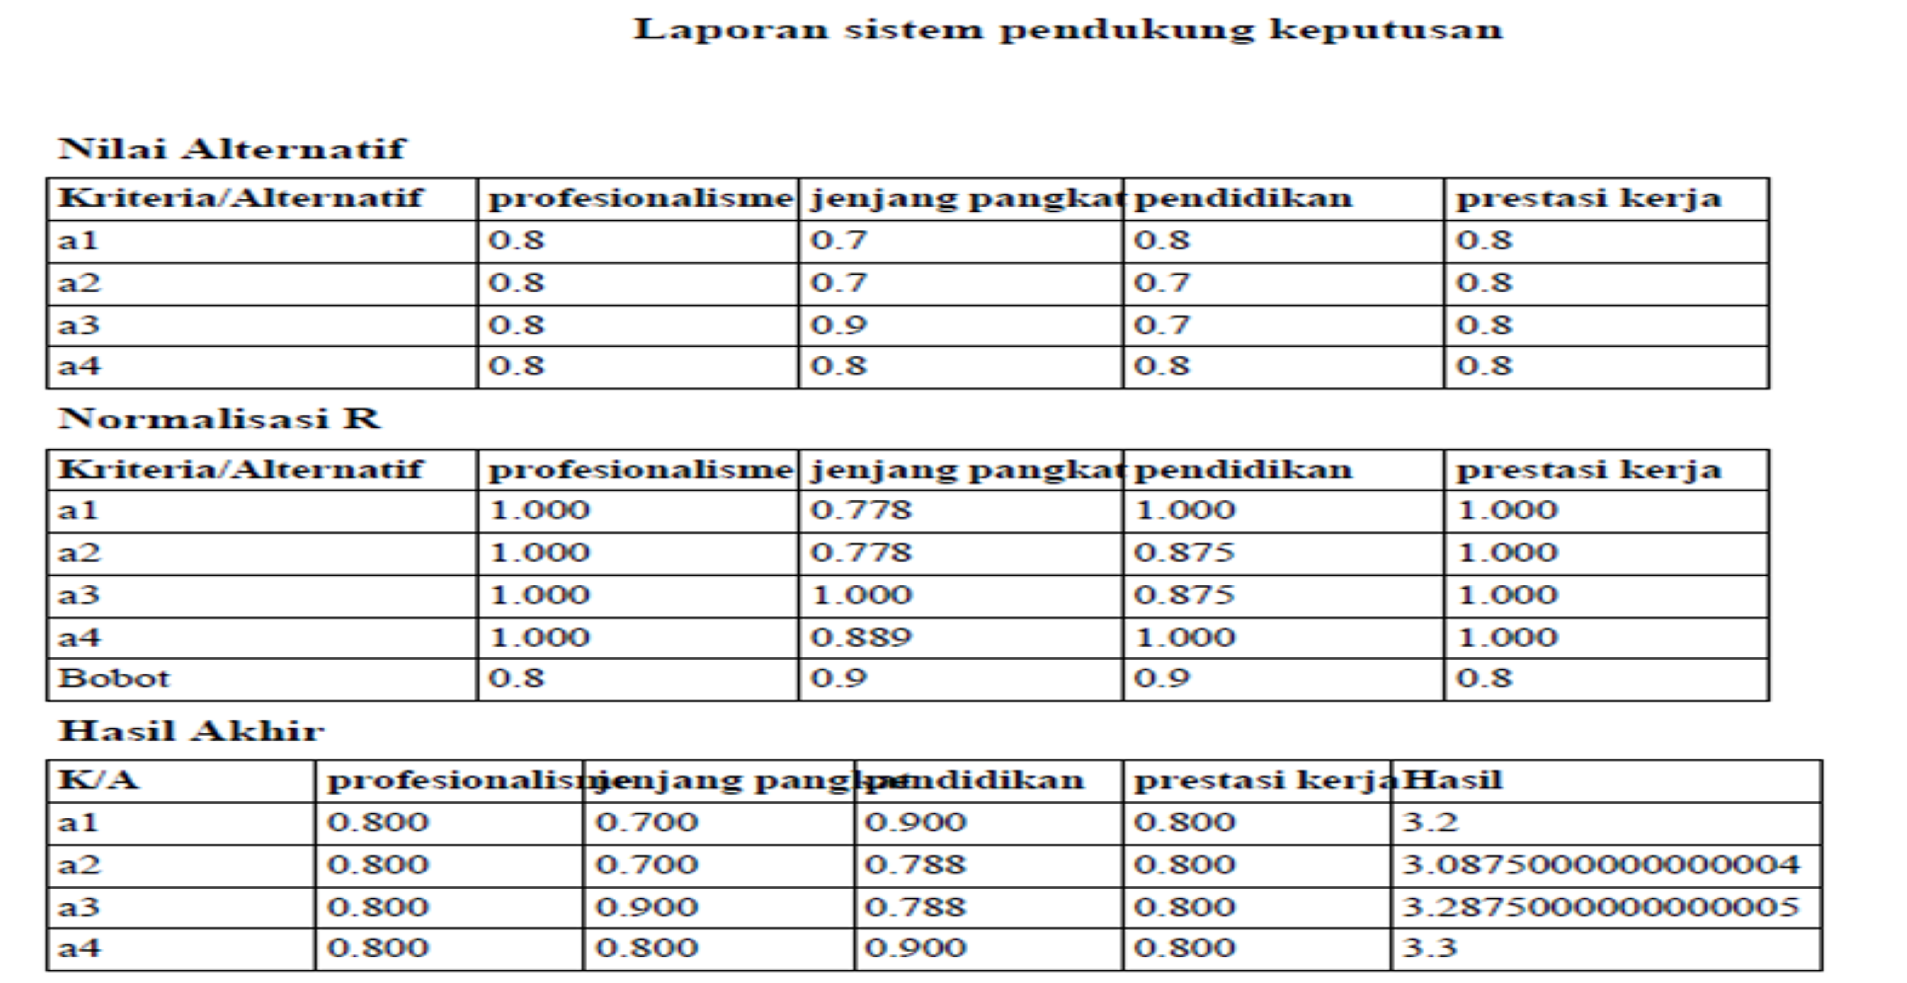 Laporan sistem pendukung keputusan
Nilai Alternatif
Kriteria/Alternatif profesionalisme jenjang pangkat pendidikan prestasi kerja
a1 0.8 0.7 0.8 0.8
a2 0.8 0.7 0.7 0.8
a3 0.8 0.9 0.7 0.8
a4 0.8 0.8 0.8 0.8
Normalisasi R
Kriteria/Alternatif profesionalisme jenjang pangkat pendidikan prestasi kerja
a1 1.000 0.778 1.000 1.000
a2 1.000 0.778 0.875 1.000
a3 1.000 1.000 0.875 1.000
a4 1.000 0.889 1.000 1.000
Bobot 0.8 0.9 0.9 0.8
Hasil Akhir
K/A profesionalisme jenjang pangkat pendidikan prestasi kerja Hasil
a1 0.800 0.700 0.900 0.800 3.2
a2 0.800 0.700 0.788 0.800 3.0875000000000004
a3 0.800 0.900 0.788 0.800 3.2875000000000005
a4 0.800 0.800 0.900 0.800 3.3